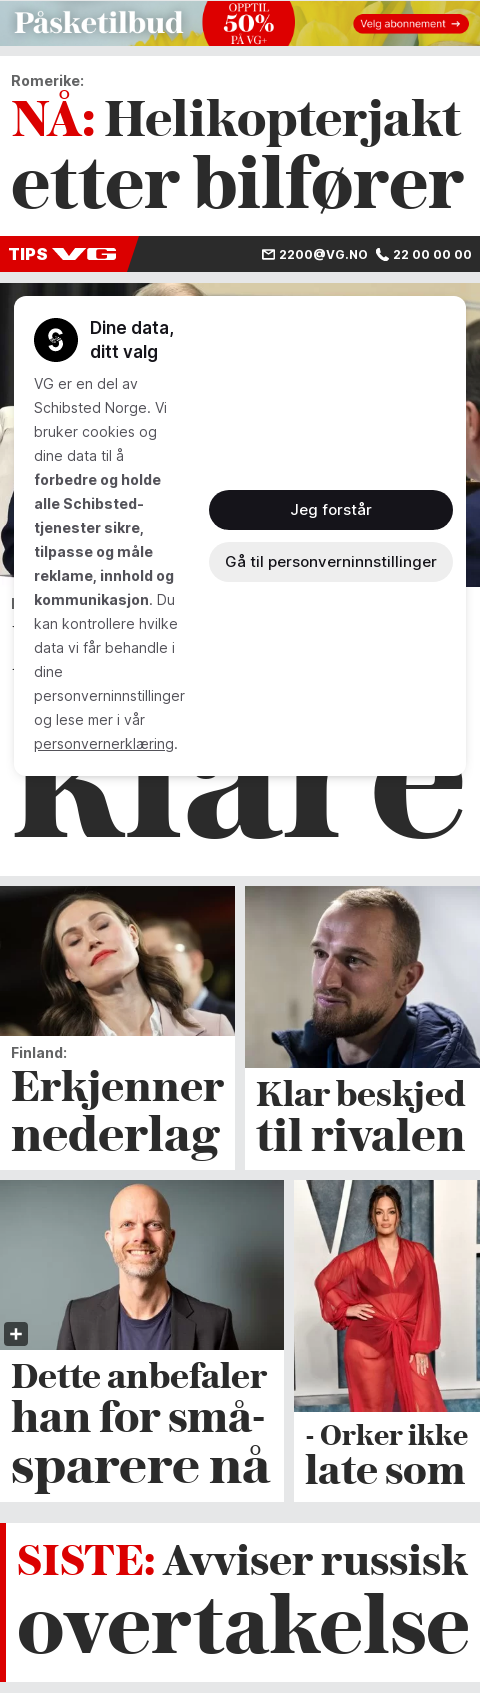 Påsketilbud
OPPTIL
50%
PÅ VG+
Velg abonnement →
Romerike:
NÅ: Helikopterjakt
etter bilfører
TIPS VG
2200@VG.NO 22 00 00 00
Dine data,
ditt valg
VG er en del av
Schibsted Norge. Vi
bruker cookies og
dine data til å
forbedre og holde
alle Schibsted-
tjenester sikre,
tilpasse og måle
reklame, innhold og
kommunikasjon. Du
kan kontrollere hvilke
data vi får behandle i
dine
personverninnstillinger
og lese mer i vår
personvernerklæring.
Jeg forstår
Gå til personverninnstillinger
klare
Finland:
Erkjenner
nederlag
Klar beskjed
til rivalen
Dette anbefaler
han for små-
sparere nå
- Orker ikke
late som
SISTE: Avviser russisk
overtakelse